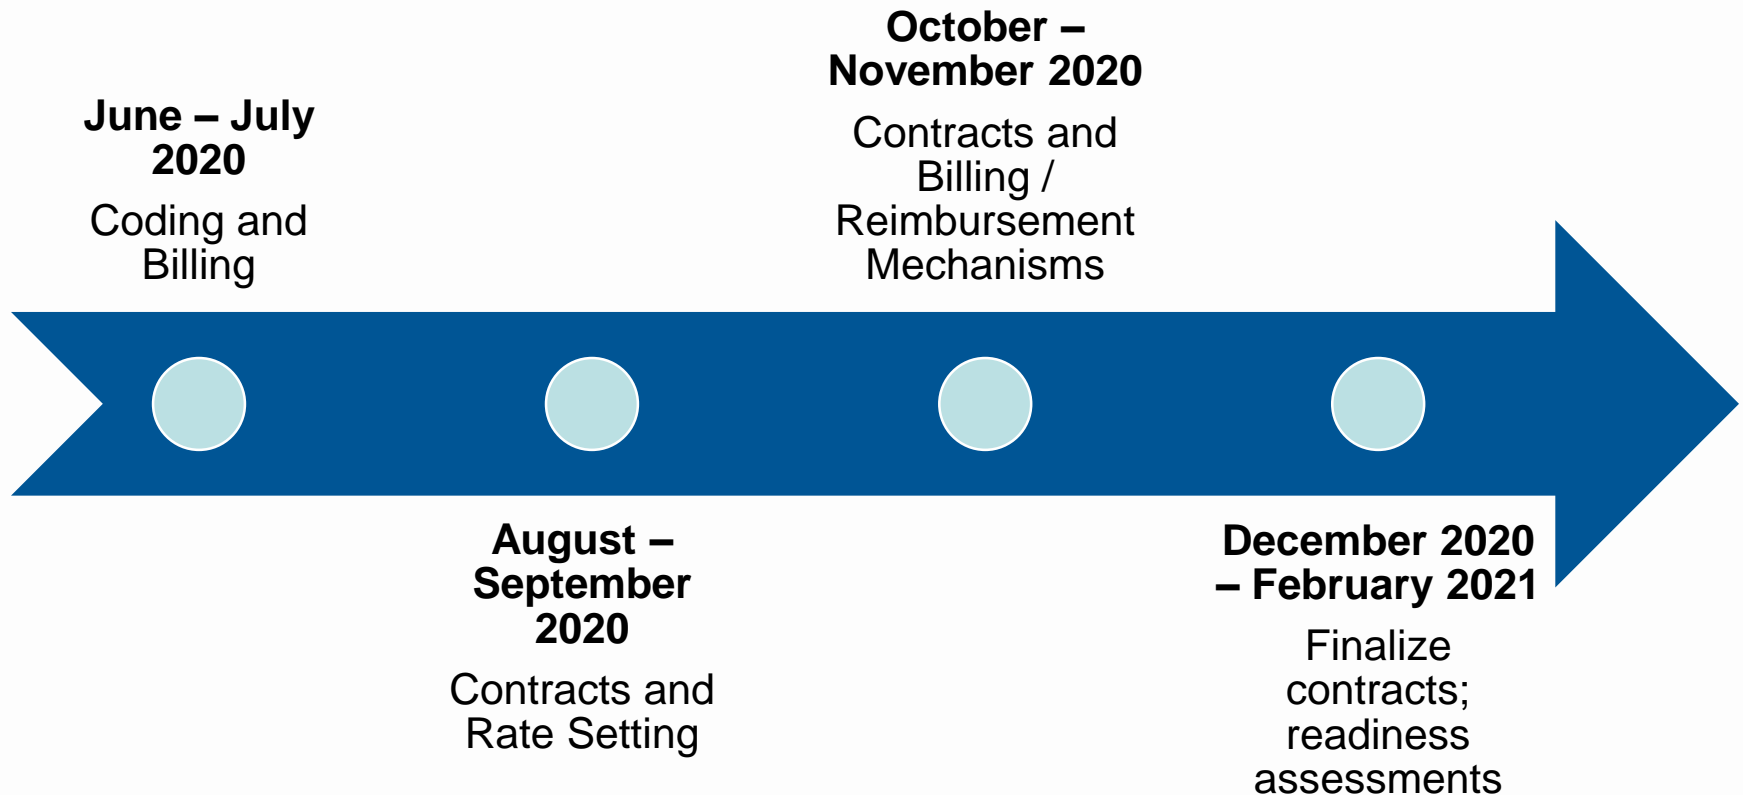 June – July
2020
Coding and
Billing
August –
September
2020
Contracts and
Rate Setting
October –
November 2020
Contracts and
Billing /
Reimbursement
Mechanisms
December 2020
– February 2021
Finalize
contracts;
readiness
assessments